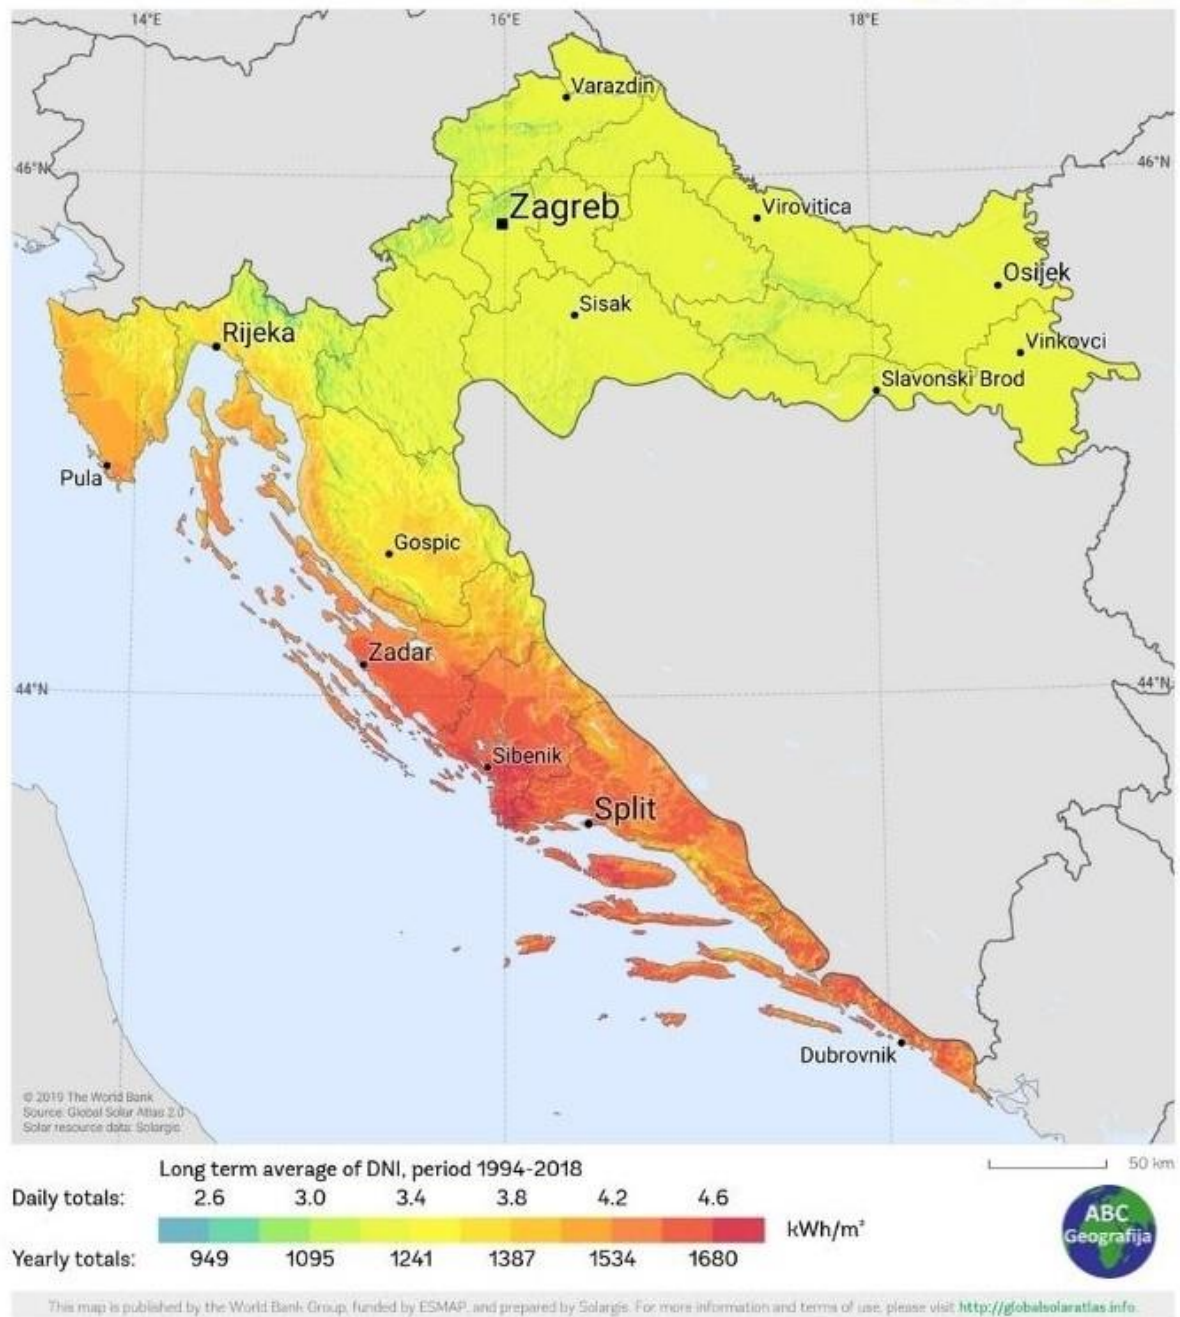 14°E 16°E 18°E
Varazdin
46°N 46°N
Zagreb
Virovitica
Osijek
Sisak
Rijeka
Vinkovci
Slavonski Brod
Pula
Gospic
Zadar
44°N 44°N
Sibenik
Split
Dubrovnik
© 2019 The World Bank
Source: Global Solar Atlas 2.0
Solar resource data: Solargis
Long term average of DNI, period 1994-2018
50 km
Daily totals: 2.6 3.0 3.4 3.8 4.2 4.6
kWh/m²
Yearly totals: 949 1095 1241 1387 1534 1680
ABC
Geografija
This map is published by the World Bank Group, funded by ESMAP, and prepared by Solargis. For more information and terms of use, please visit http://globalsolaratlas.info.